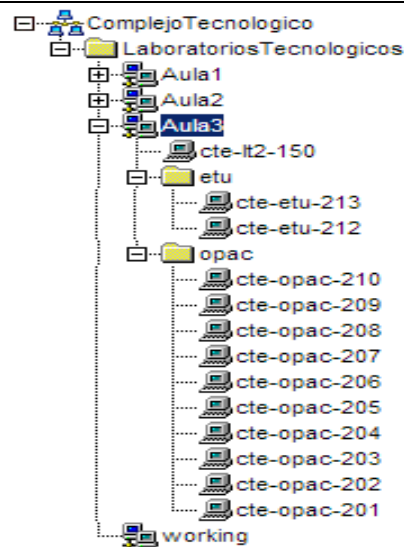 ComplejoTecnologico
LaboratoriosTecnologicos
Aula1
Aula2
Aula3
cte-lt2-150
etu
cte-etu-213
cte-etu-212
opac
cte-opac-210
cte-opac-209
cte-opac-208
cte-opac-207
cte-opac-206
cte-opac-205
cte-opac-204
cte-opac-203
cte-opac-202
cte-opac-201
working